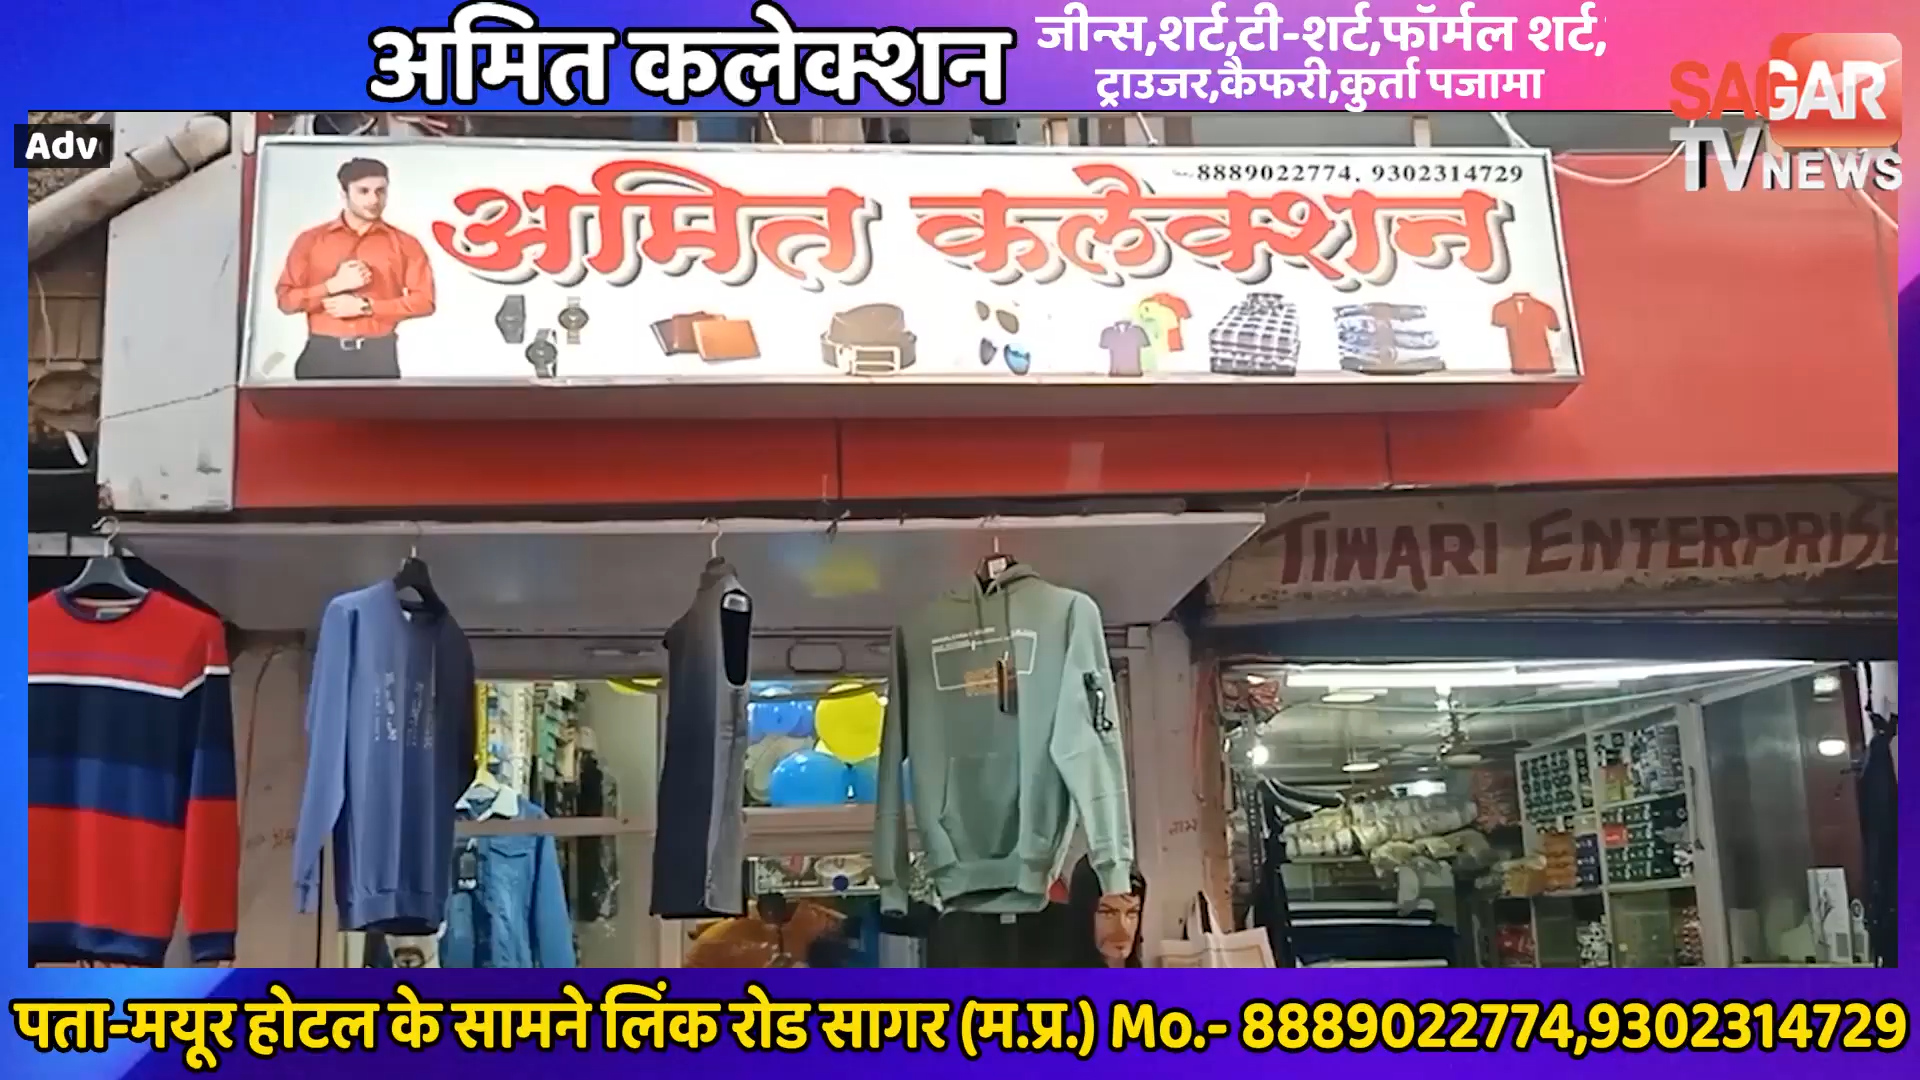 अमित कलेक्शन
जीन्स,शर्ट,टी-शर्ट,फॉर्मल शर्ट,
ट्राउजर,कैफरी,कुर्ता पजामा
SAGAR
TV NEWS
Adv
8889022774, 9302314729
अमित कलेक्शन
TIWARI ENTERPRISE
पता-मयूर होटल के सामने लिंक रोड सागर (म.प्र.) Mo.- 8889022774,9302314729